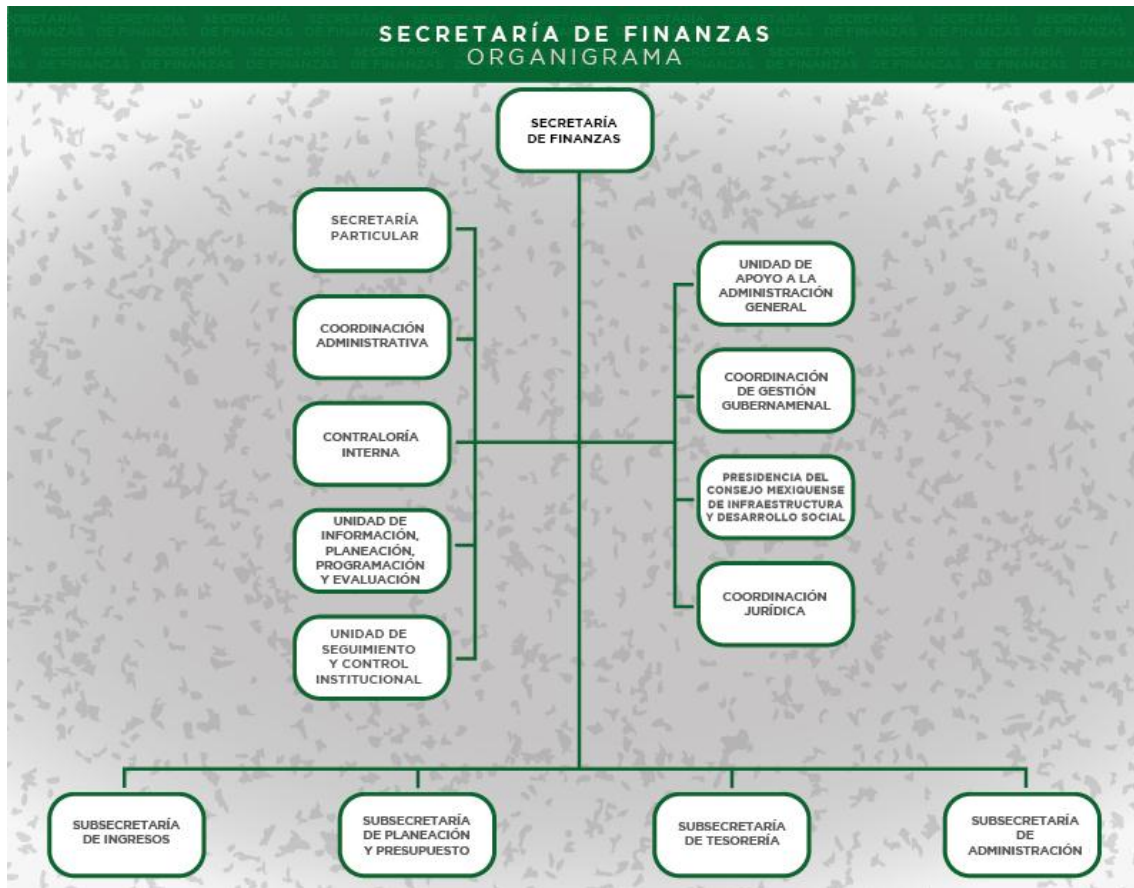 SECRETARÍA DE FINANZAS
ORGANIGRAMA
SECRETARÍA
DE FINANZAS
SECRETARÍA
PARTICULAR
COORDINACIÓN
ADMINISTRATIVA
CONTRALORÍA
INTERNA
UNIDAD DE
INFORMACIÓN,
PLANEACIÓN,
PROGRAMACIÓN
Y EVALUACIÓN
UNIDAD DE
SEGUIMIENTO
Y CONTROL
INSTITUCIONAL
UNIDAD DE
APOYO A LA
ADMINISTRACIÓN
GENERAL
COORDINACIÓN
DE GESTIÓN
GUBERNAMENAL
PRESIDENCIA DEL
CONSEJO MEXIQUENSE
DE INFRAESTRUCTURA
Y DESARROLLO SOCIAL
COORDINACIÓN
JURÍDICA
SUBSECRETARÍA
DE INGRESOS
SUBSECRETARÍA
DE PLANEACIÓN
Y PRESUPUESTO
SUBSECRETARÍA
DE TESORERÍA
SUBSECRETARÍA
DE
ADMINISTRACIÓN